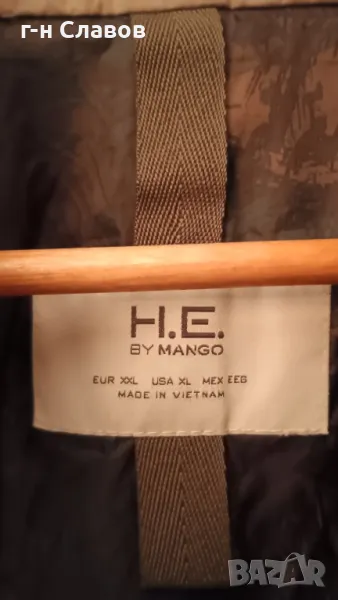 г-н Славов
H.E.
BY MANGO
EUR XXL USA XL MEX EEG
MADE IN VIETNAM
BAZAR